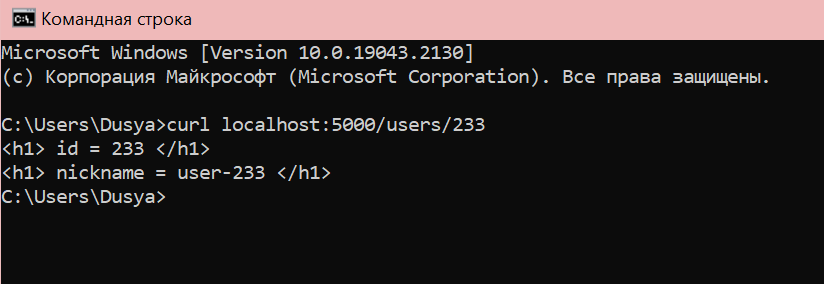 Командная строка
Microsoft Windows [Version 10.0.19043.2130]
(c) Корпорация Майкрософт (Microsoft Corporation). Все права защищены.
C:\Users\Dusya>curl localhost:5000/users/233
<h1> id = 233 </h1>
<h1> nickname = user-233 </h1>
C:\Users\Dusya>